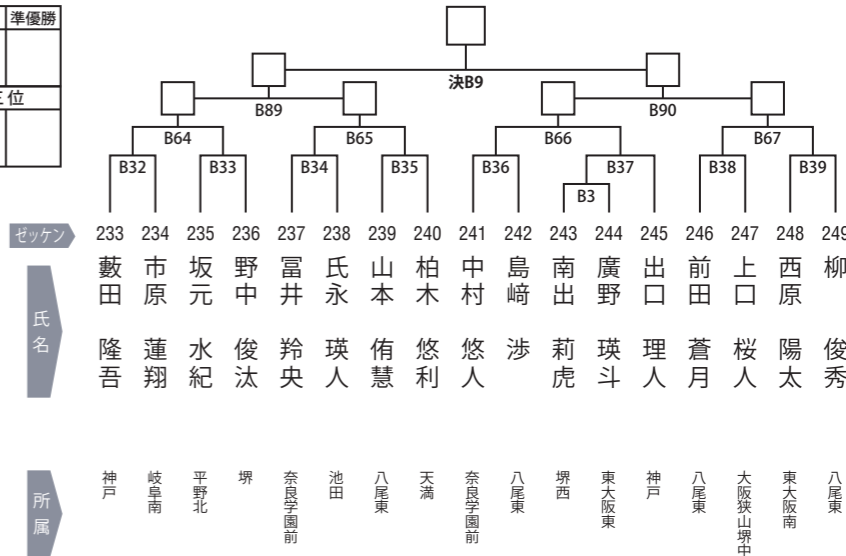 準優勝
三位
決B9
B89
B90
B64
B65
B66
B67
B32
B33
B34
B35
B36
B37
B38
B39
B3
ゼッケン
233 234 235 236 237 238 239 240 241 242 243 244 245 246 247 248 249
氏名
藪田 隆吾
市原 蓮翔
坂元 水紀
野中 俊汰
冨井 羚央
氏永 瑛人
山本 侑慧
柏木 悠利
中村 悠人
島﨑 渉
南出 莉虎
廣野 瑛斗
出口 理人
前田 蒼月
上口 桜人
西原 陽太
柳 俊秀
所属
神戸
岐阜南
平野北
堺
奈良学園前
池田
八尾東
天満
奈良学園前
八尾東
堺西
東大阪東
神戸
八尾東
大阪狭山堺中
東大阪南
八尾東